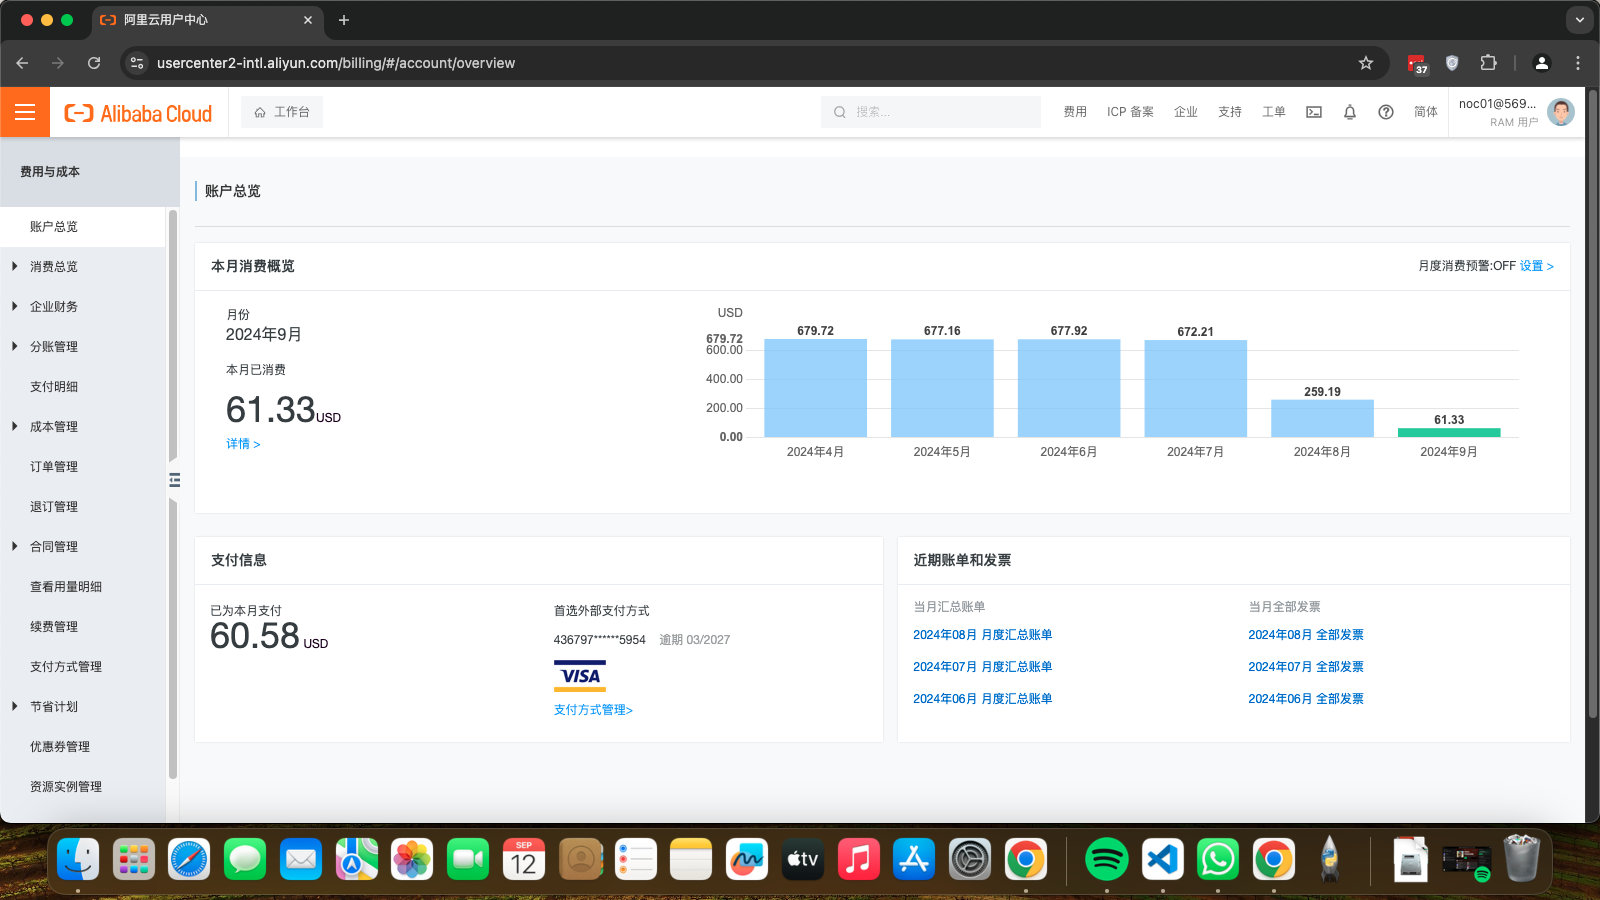 阿里云用户中心
usercenter2-intl.aliyun.com/billing/#/account/overview
37
Alibaba Cloud
工作台
搜索...
费用
ICP 备案
企业
支持
工单
简体
noc01@569...
RAM 用户
费用与成本
账户总览
消费总览
企业财务
分账管理
支付明细
成本管理
订单管理
退订管理
合同管理
查看用量明细
续费管理
支付方式管理
节省计划
优惠券管理
资源实例管理
账户总览
本月消费概览
月度消费预警:OFF 设置 >
月份
2024年9月
本月已消费
61.33USD
详情 >
USD
679.72
600.00
400.00
200.00
0.00
679.72
677.16
677.92
672.21
259.19
61.33
2024年4月
2024年5月
2024年6月
2024年7月
2024年8月
2024年9月
支付信息
已为本月支付
60.58 USD
首选外部支付方式
436797******5954 逾期 03/2027
VISA
支付方式管理>
近期账单和发票
当月汇总账单
当月全部发票
2024年08月 月度汇总账单
2024年08月 全部发票
2024年07月 月度汇总账单
2024年07月 全部发票
2024年06月 月度汇总账单
2024年06月 全部发票
SEP
12
tv